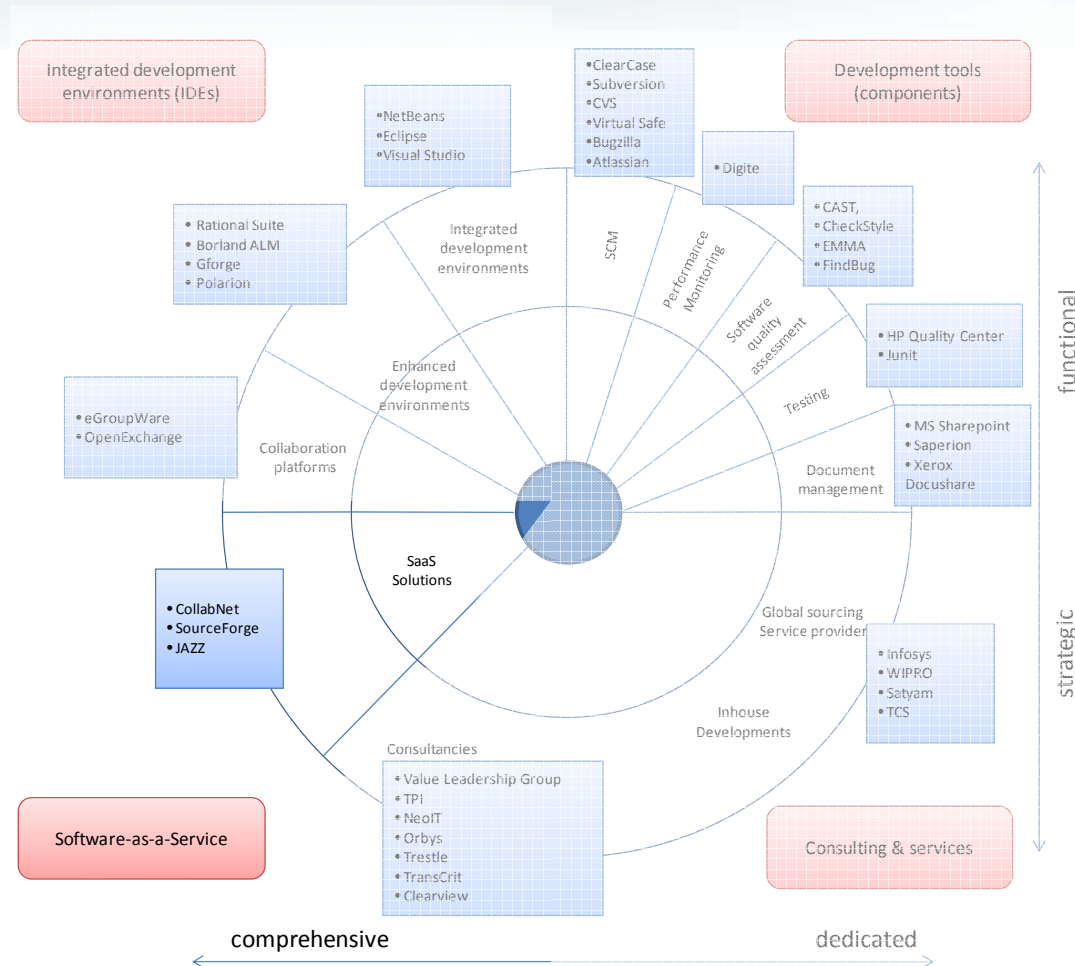 Integrated development
environments (IDEs)
Development tools
(components)
•ClearCase
•Subversion
•CVS
•Virtual Safe
•Bugzilla
•Atlassian
•NetBeans
•Eclipse
•Visual Studio
• Digite
• CAST,
• CheckStyle
• EMMA
• FindBug
• Rational Suite
• Borland ALM
• Gforge
• Polarion
Integrated
development
environments
SCM
Performance
Monitoring
Software
quality
assessment
Testing
Document
management
• HP Quality Center
• Junit
functional
Enhanced
development
environments
• eGroupWare
• OpenExchange
Collaboration
platforms
• MS Sharepoint
• Saperion
• Xerox
Docushare
SaaS
Solutions
• CollabNet
• SourceForge
• JAZZ
Global sourcing
Service provider
• Infosys
• WIPRO
• Satyam
• TCS
strategic
Inhouse
Developments
Consultancies
• Value Leadership Group
• TPI
• NeoIT
• Orbys
• Trestle
• TransCrit
• Clearview
Software-as-a-Service
Consulting & services
comprehensive
dedicated